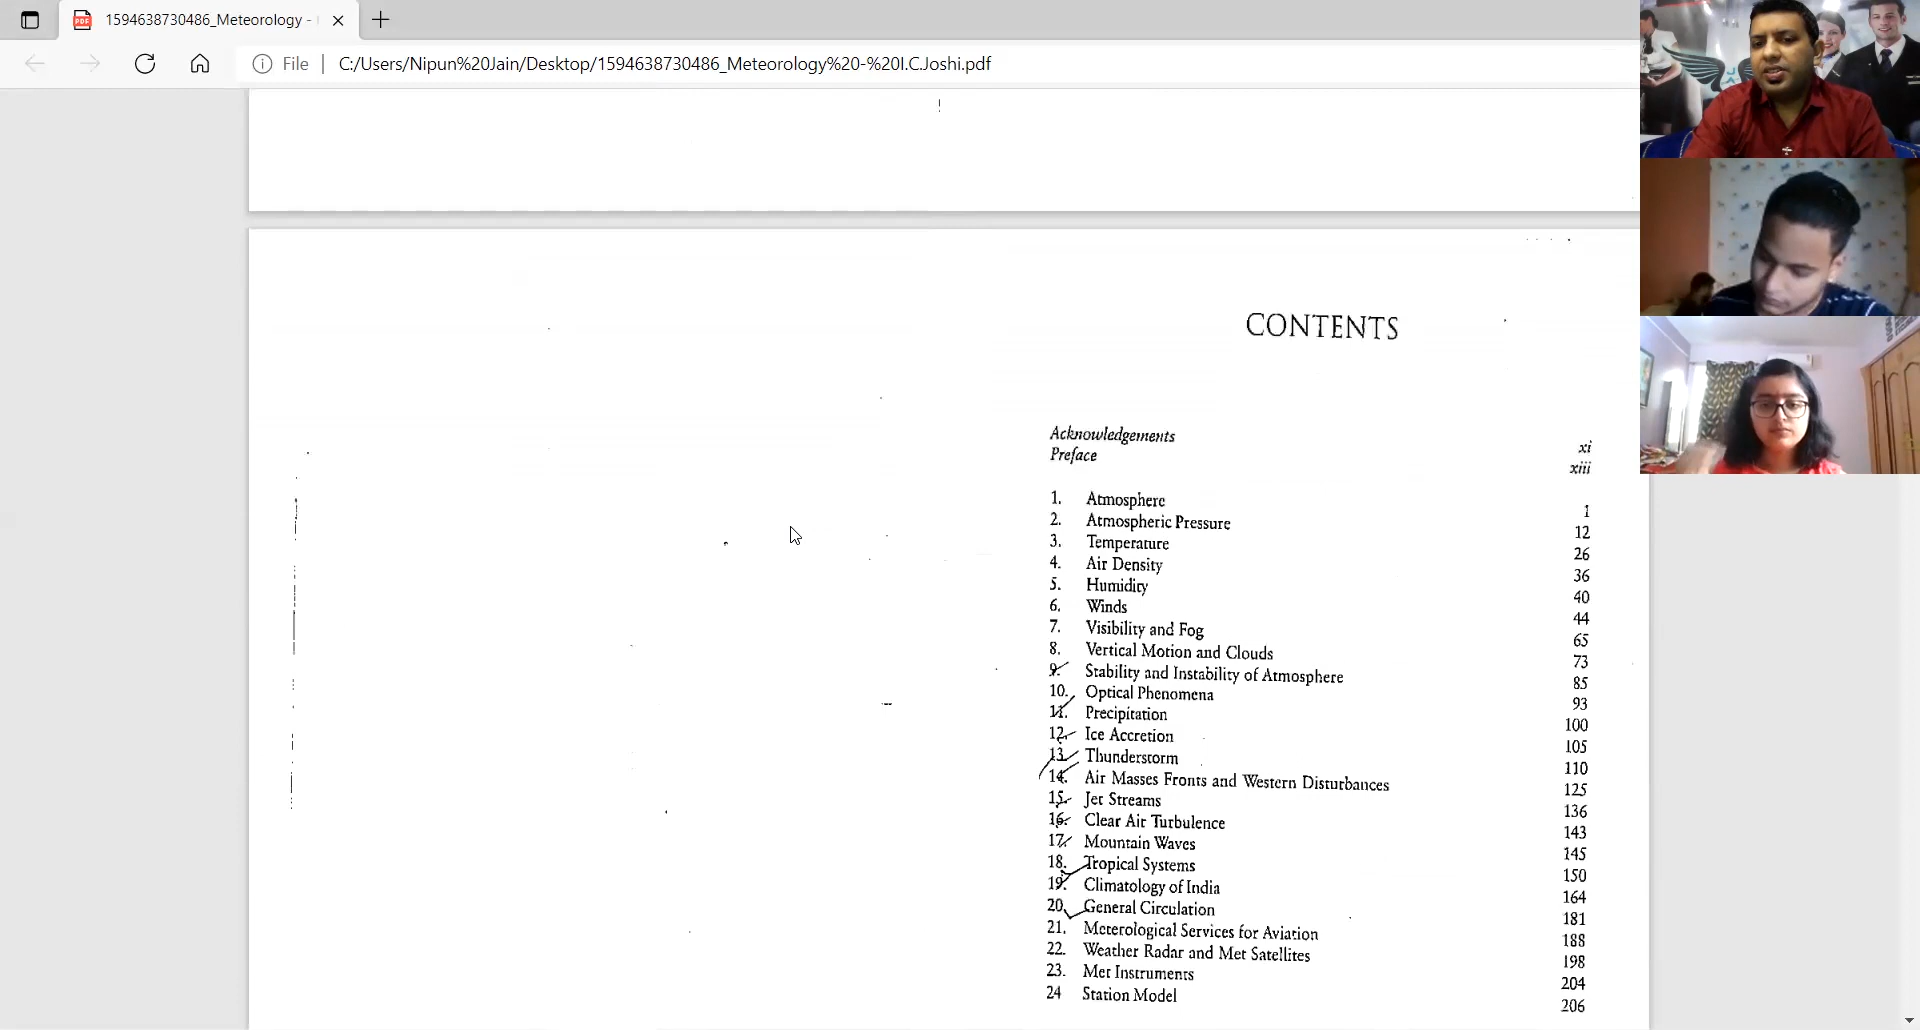 1594638730486_Meteorology -
File
C:/Users/Nipun%20Jain/Desktop/1594638730486_Meteorology%20-%20I.C.Joshi.pdf
CONTENTS
Acknowledgements xi
Preface xiii
1. Atmosphere 1
2. Atmospheric Pressure 12
3. Temperature 26
4. Air Density 36
5. Humidity 40
6. Winds 44
7. Visibility and Fog 65
8. Vertical Motion and Clouds 73
9. Stability and Instability of Atmosphere 85
10. Optical Phenomena 93
11. Precipitation 100
12. Ice Accretion 105
13. Thunderstorm 110
14. Air Masses Fronts and Western Disturbances 125
15. Jet Streams 136
16. Clear Air Turbulence 143
17. Mountain Waves 145
18. Tropical Systems 150
19. Climatology of India 164
20. General Circulation 181
21. Meterological Services for Aviation 188
22. Weather Radar and Met Satellites 198
23. Met Instruments 204
24 Station Model 206